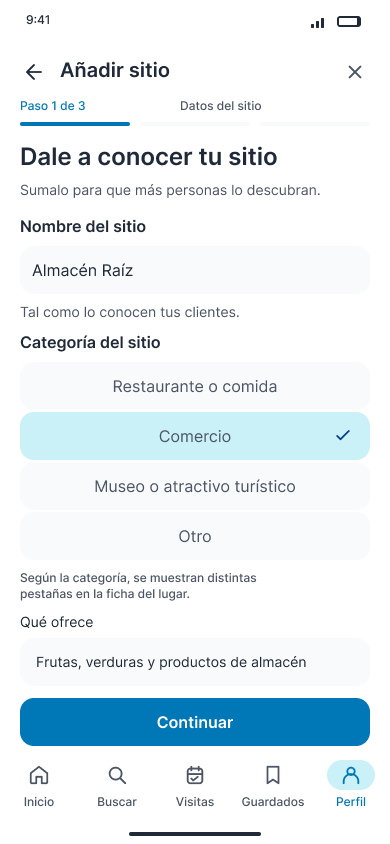 9:41
Añadir sitio
Paso 1 de 3
Datos del sitio
Dale a conocer tu sitio
Sumalo para que más personas lo descubran.
Nombre del sitio
Almacén Raíz
Tal como lo conocen tus clientes.
Categoría del sitio
Restaurante o comida
Comercio
Museo o atractivo turístico
Otro
Según la categoría, se muestran distintas
pestañas en la ficha del lugar.
Qué ofrece
Frutas, verduras y productos de almacén
Continuar
Inicio
Buscar
Visitas
Guardados
Perfil